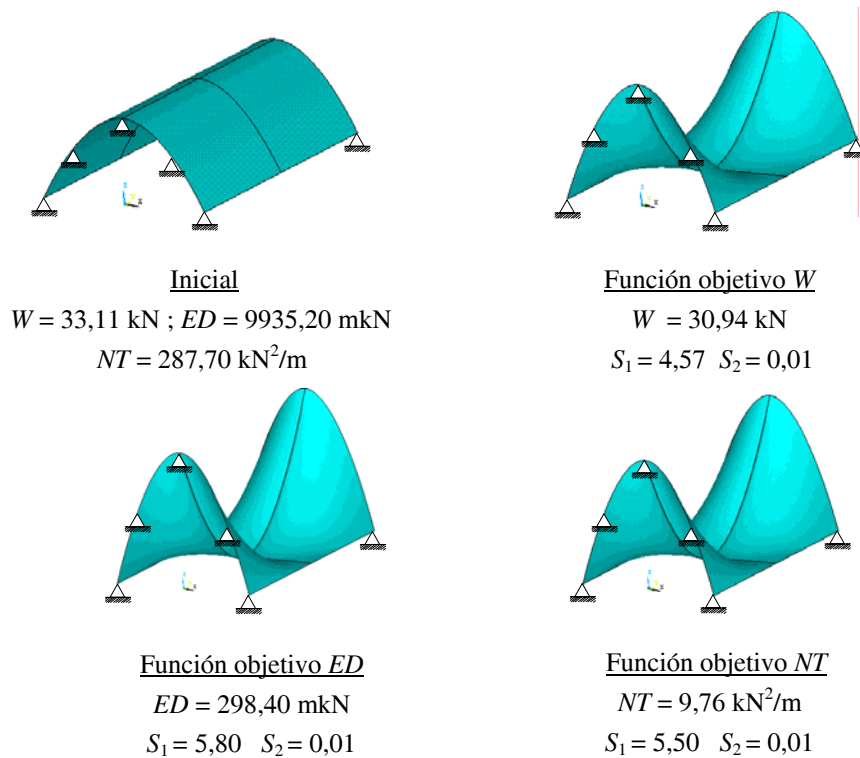 Inicial
W = 33,11 kN ; ED = 9935,20 mkN
NT = 287,70 kN²/m
Función objetivo W
W = 30,94 kN
S₁ = 4,57 S₂ = 0,01
Función objetivo ED
ED = 298,40 mkN
S₁ = 5,80 S₂ = 0,01
Función objetivo NT
NT = 9,76 kN²/m
S₁ = 5,50 S₂ = 0,01